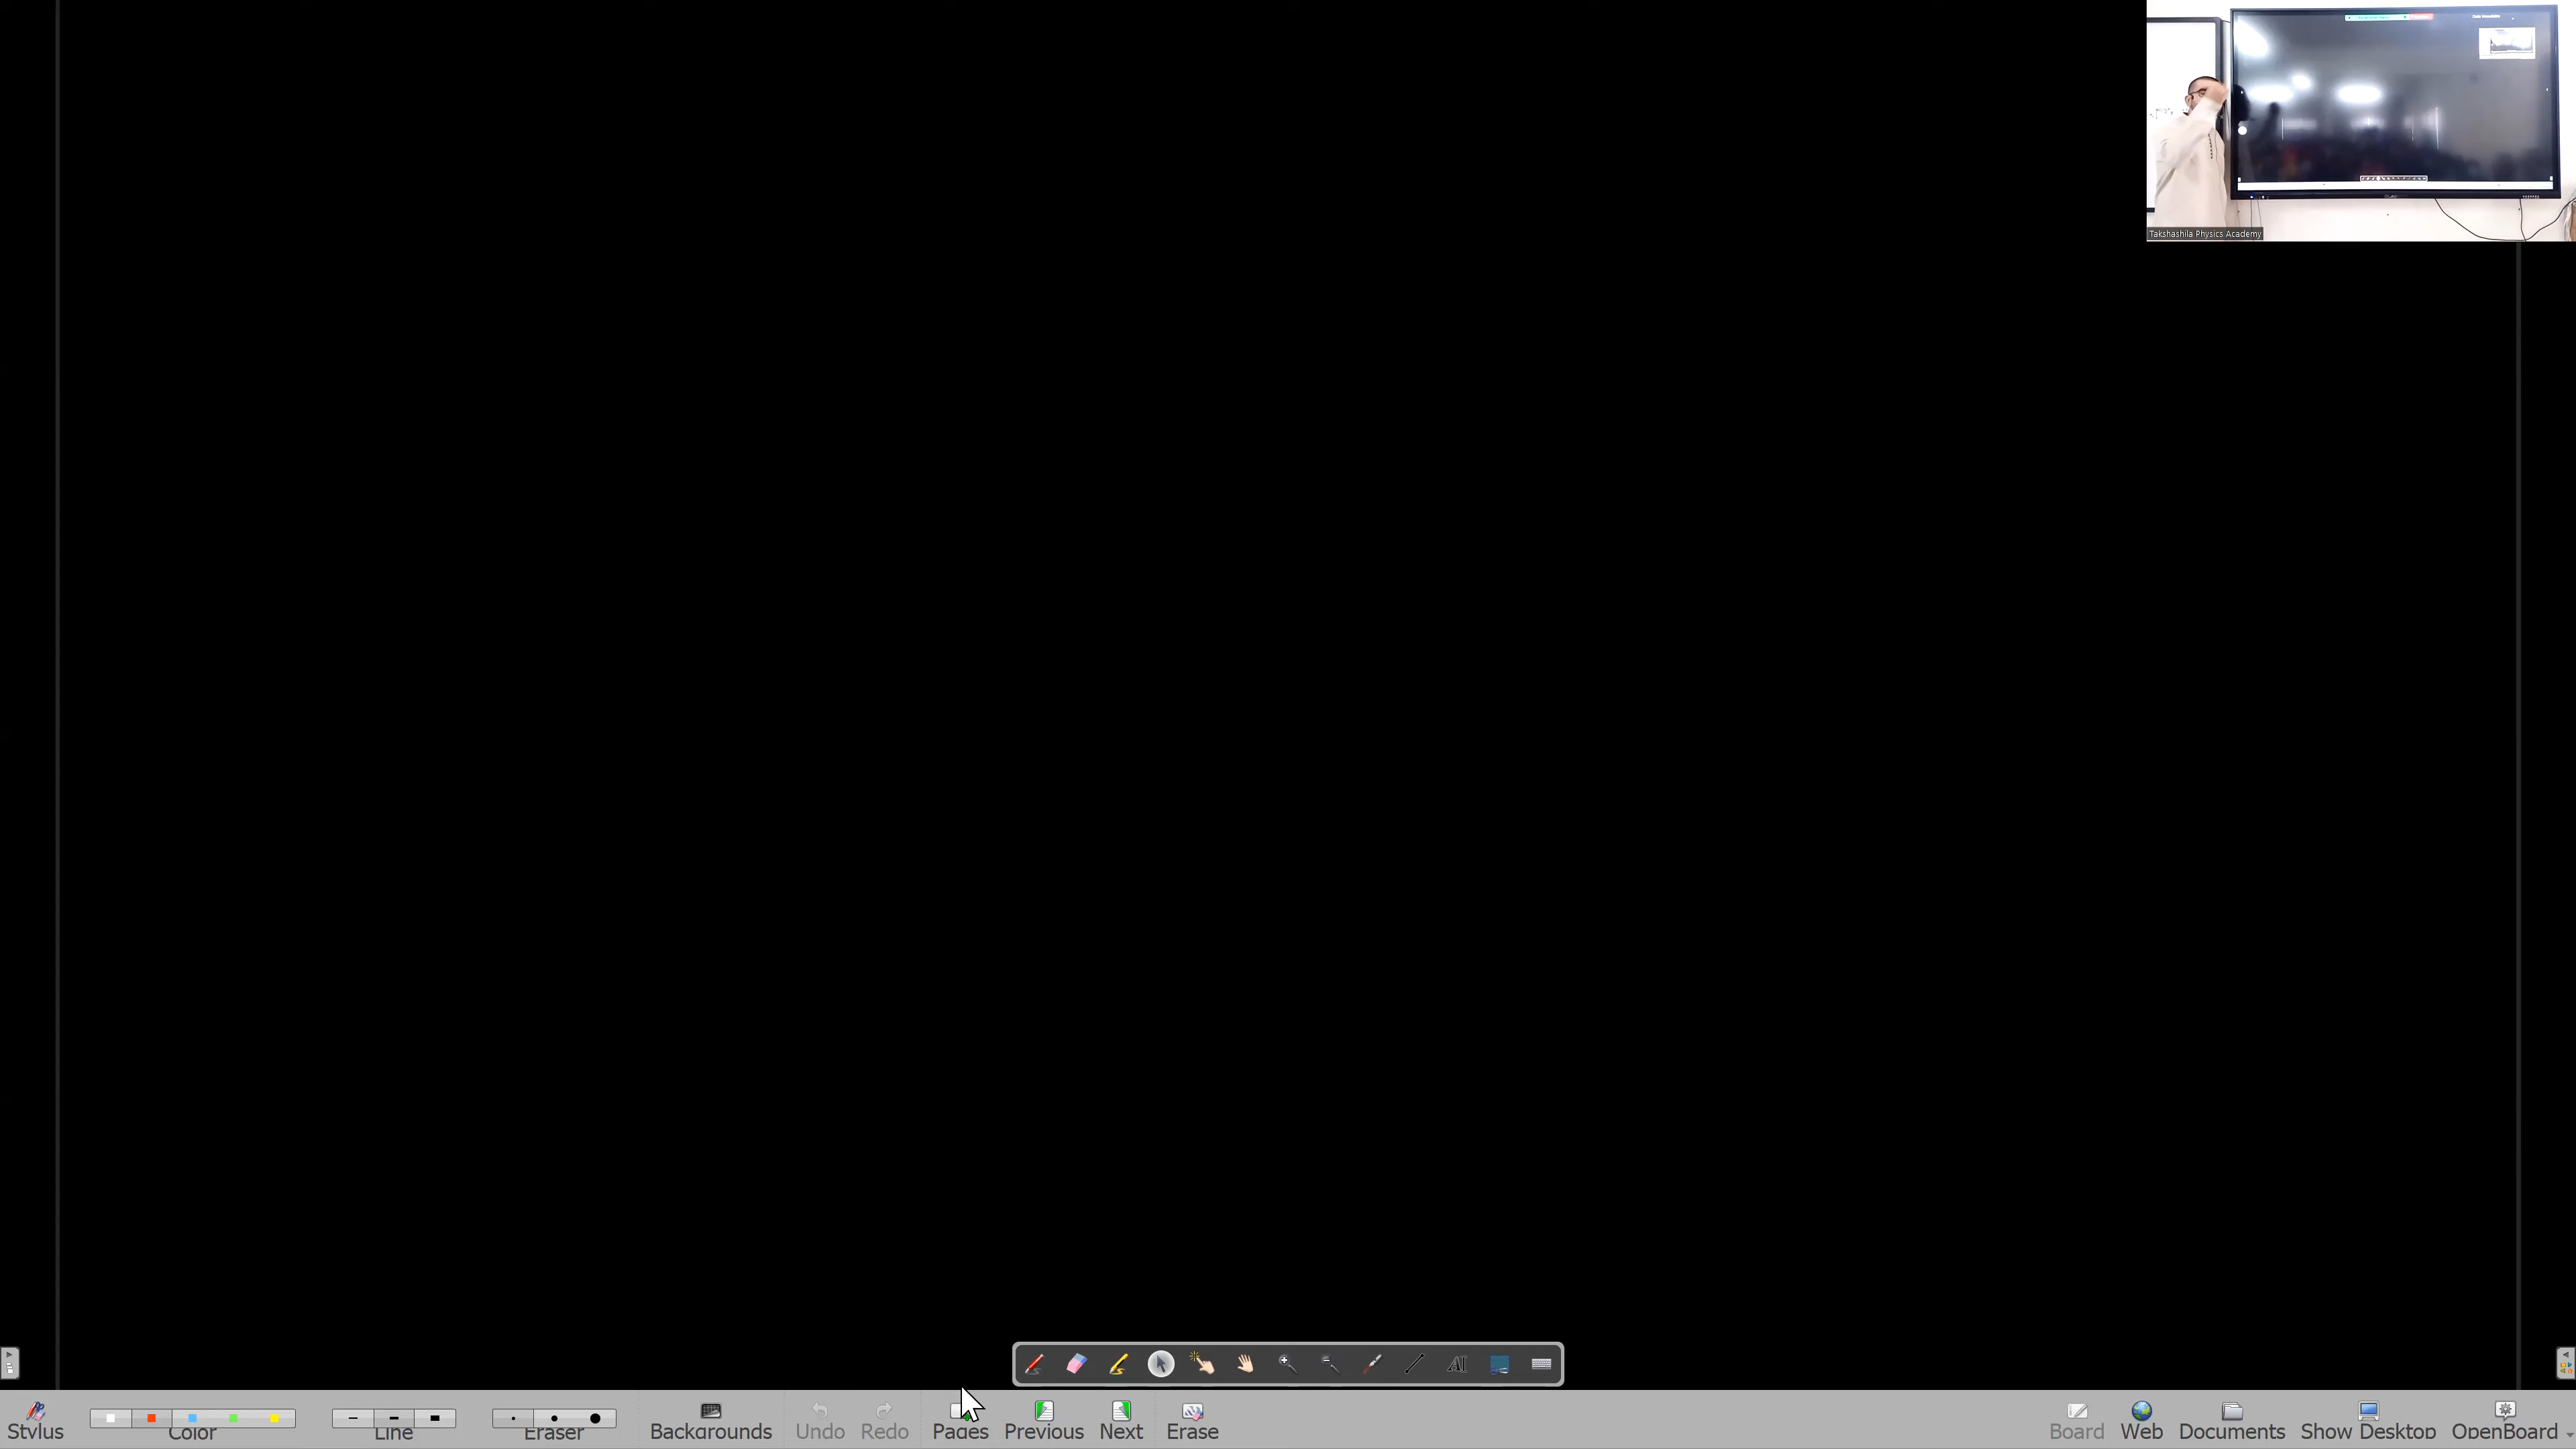 Takshashila Physics Academy
Stylus
Color
Line
Eraser
Backgrounds
Undo
Redo
Pages
Previous
Next
Erase
Board
Web
Documents
Show Desktop
OpenBoard